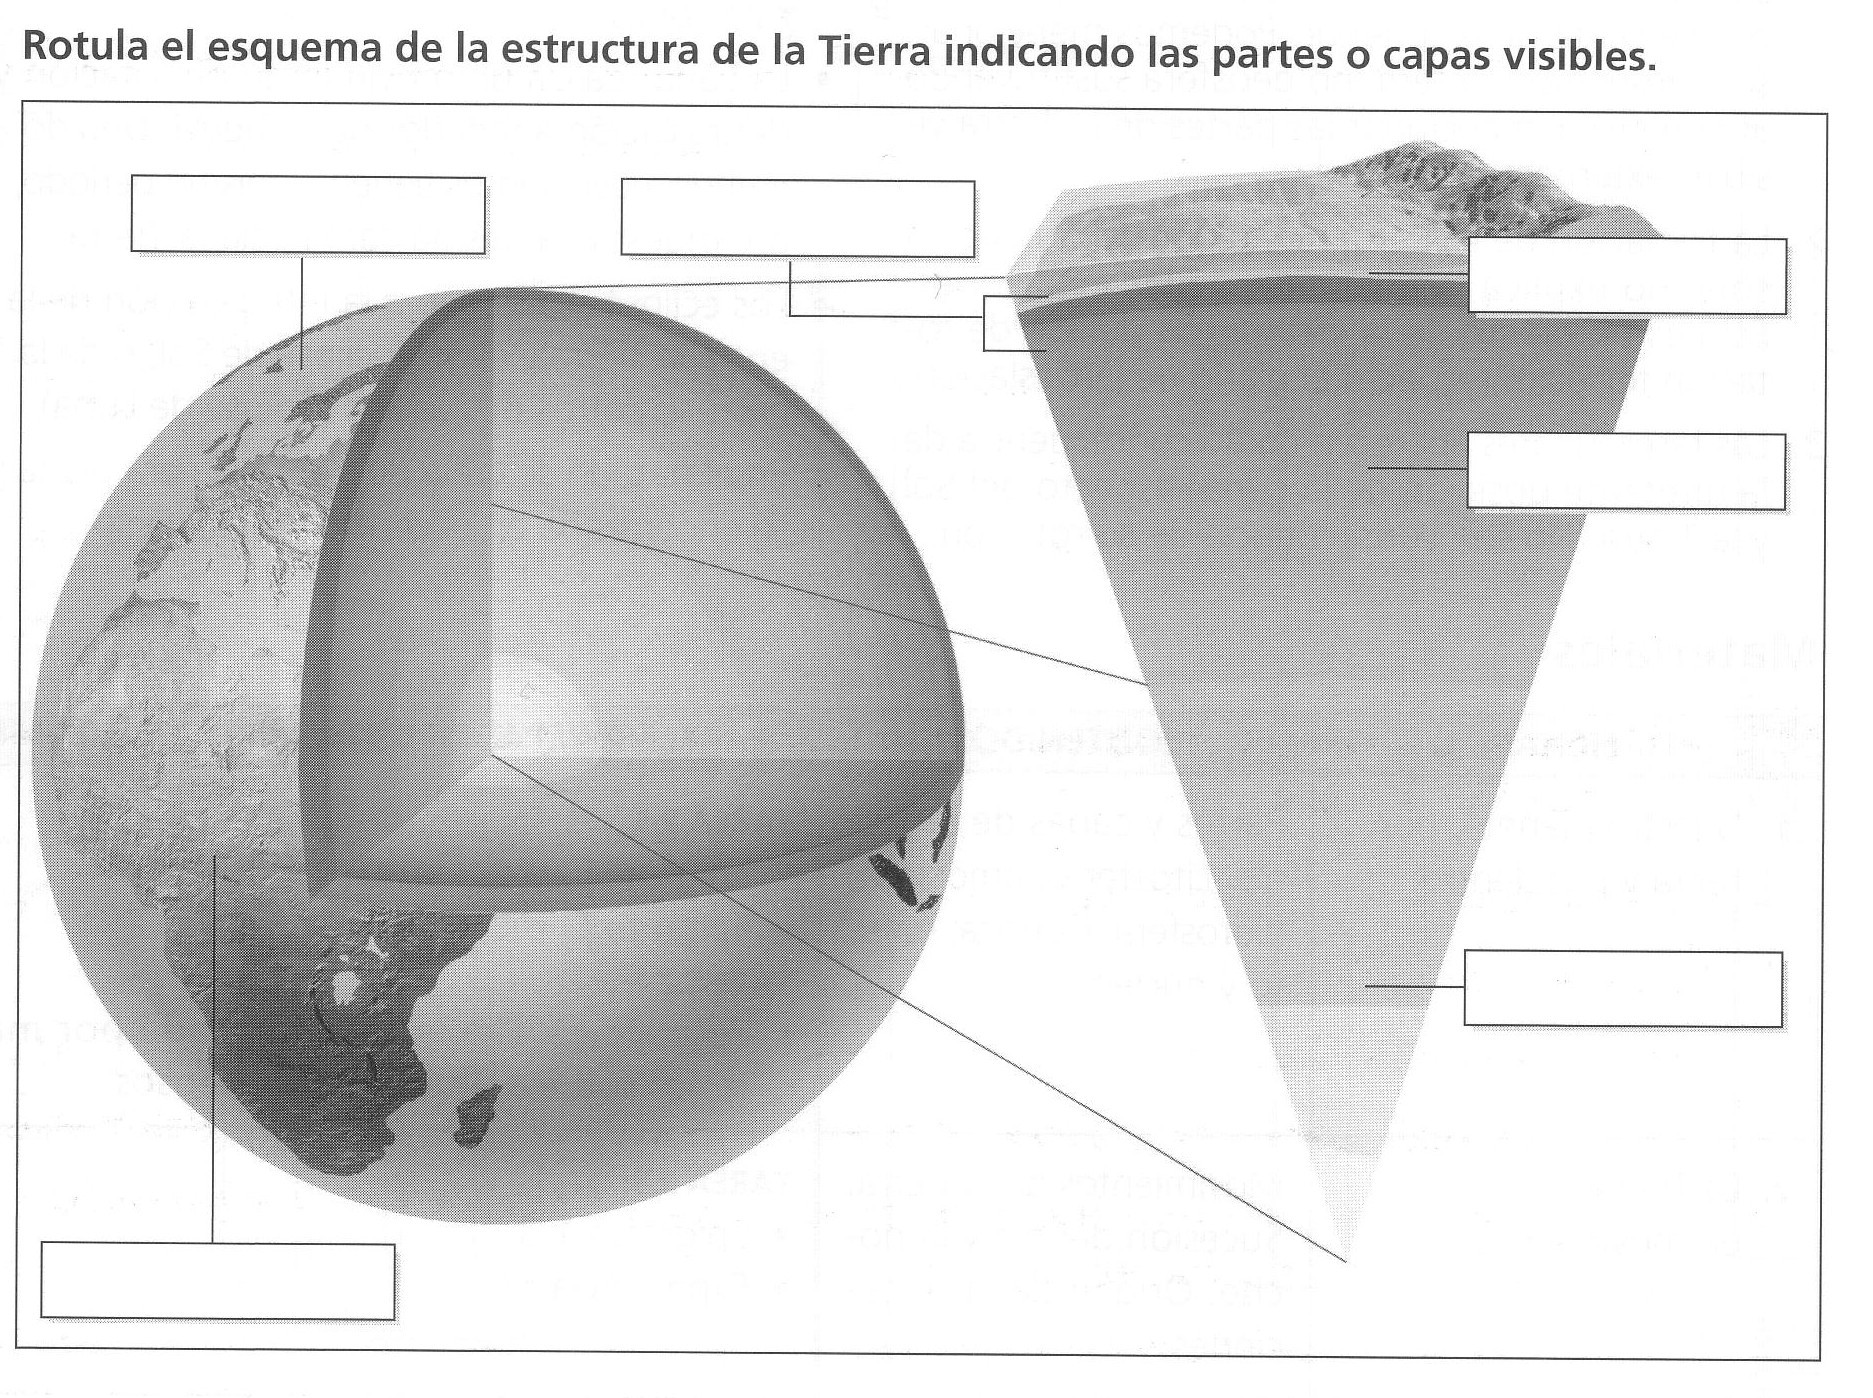 Rotula el esquema de la estructura de la Tierra indicando las partes o capas visibles.